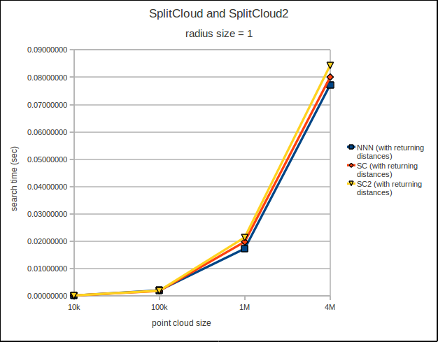 SplitCloud and SplitCloud2
radius size = 1
0.09000000
0.08000000
0.07000000
0.06000000
0.05000000
0.04000000
0.03000000
0.02000000
0.01000000
0.00000000
search time (sec)
10k
100k
1M
4M
point cloud size
NNN (with returning
distances)
SC (with returning
distances)
SC2 (with returning
distances)